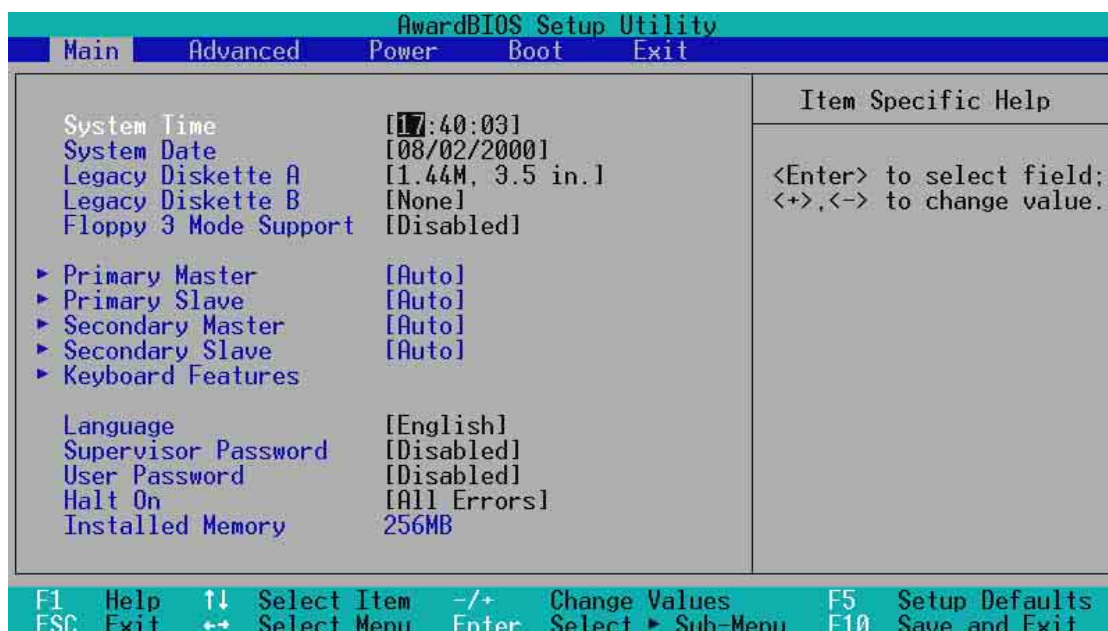 AwardBIOS Setup Utility
Main Advanced Power Boot Exit
System Time [17:40:03]
System Date [08/02/2000]
Legacy Diskette A [1.44M, 3.5 in.]
Legacy Diskette B [None]
Floppy 3 Mode Support [Disabled]
► Primary Master [Auto]
► Primary Slave [Auto]
► Secondary Master [Auto]
► Secondary Slave [Auto]
► Keyboard Features
Language [English]
Supervisor Password [Disabled]
User Password [Disabled]
Halt On [All Errors]
Installed Memory 256MB
Item Specific Help
<Enter> to select field;
<+>,<-> to change value.
F1 Help ↑↓ Select Item -/+ Change Values F5 Setup Defaults
ESC Exit ←→ Select Menu Enter Select ► Sub-Menu F10 Save and Exit